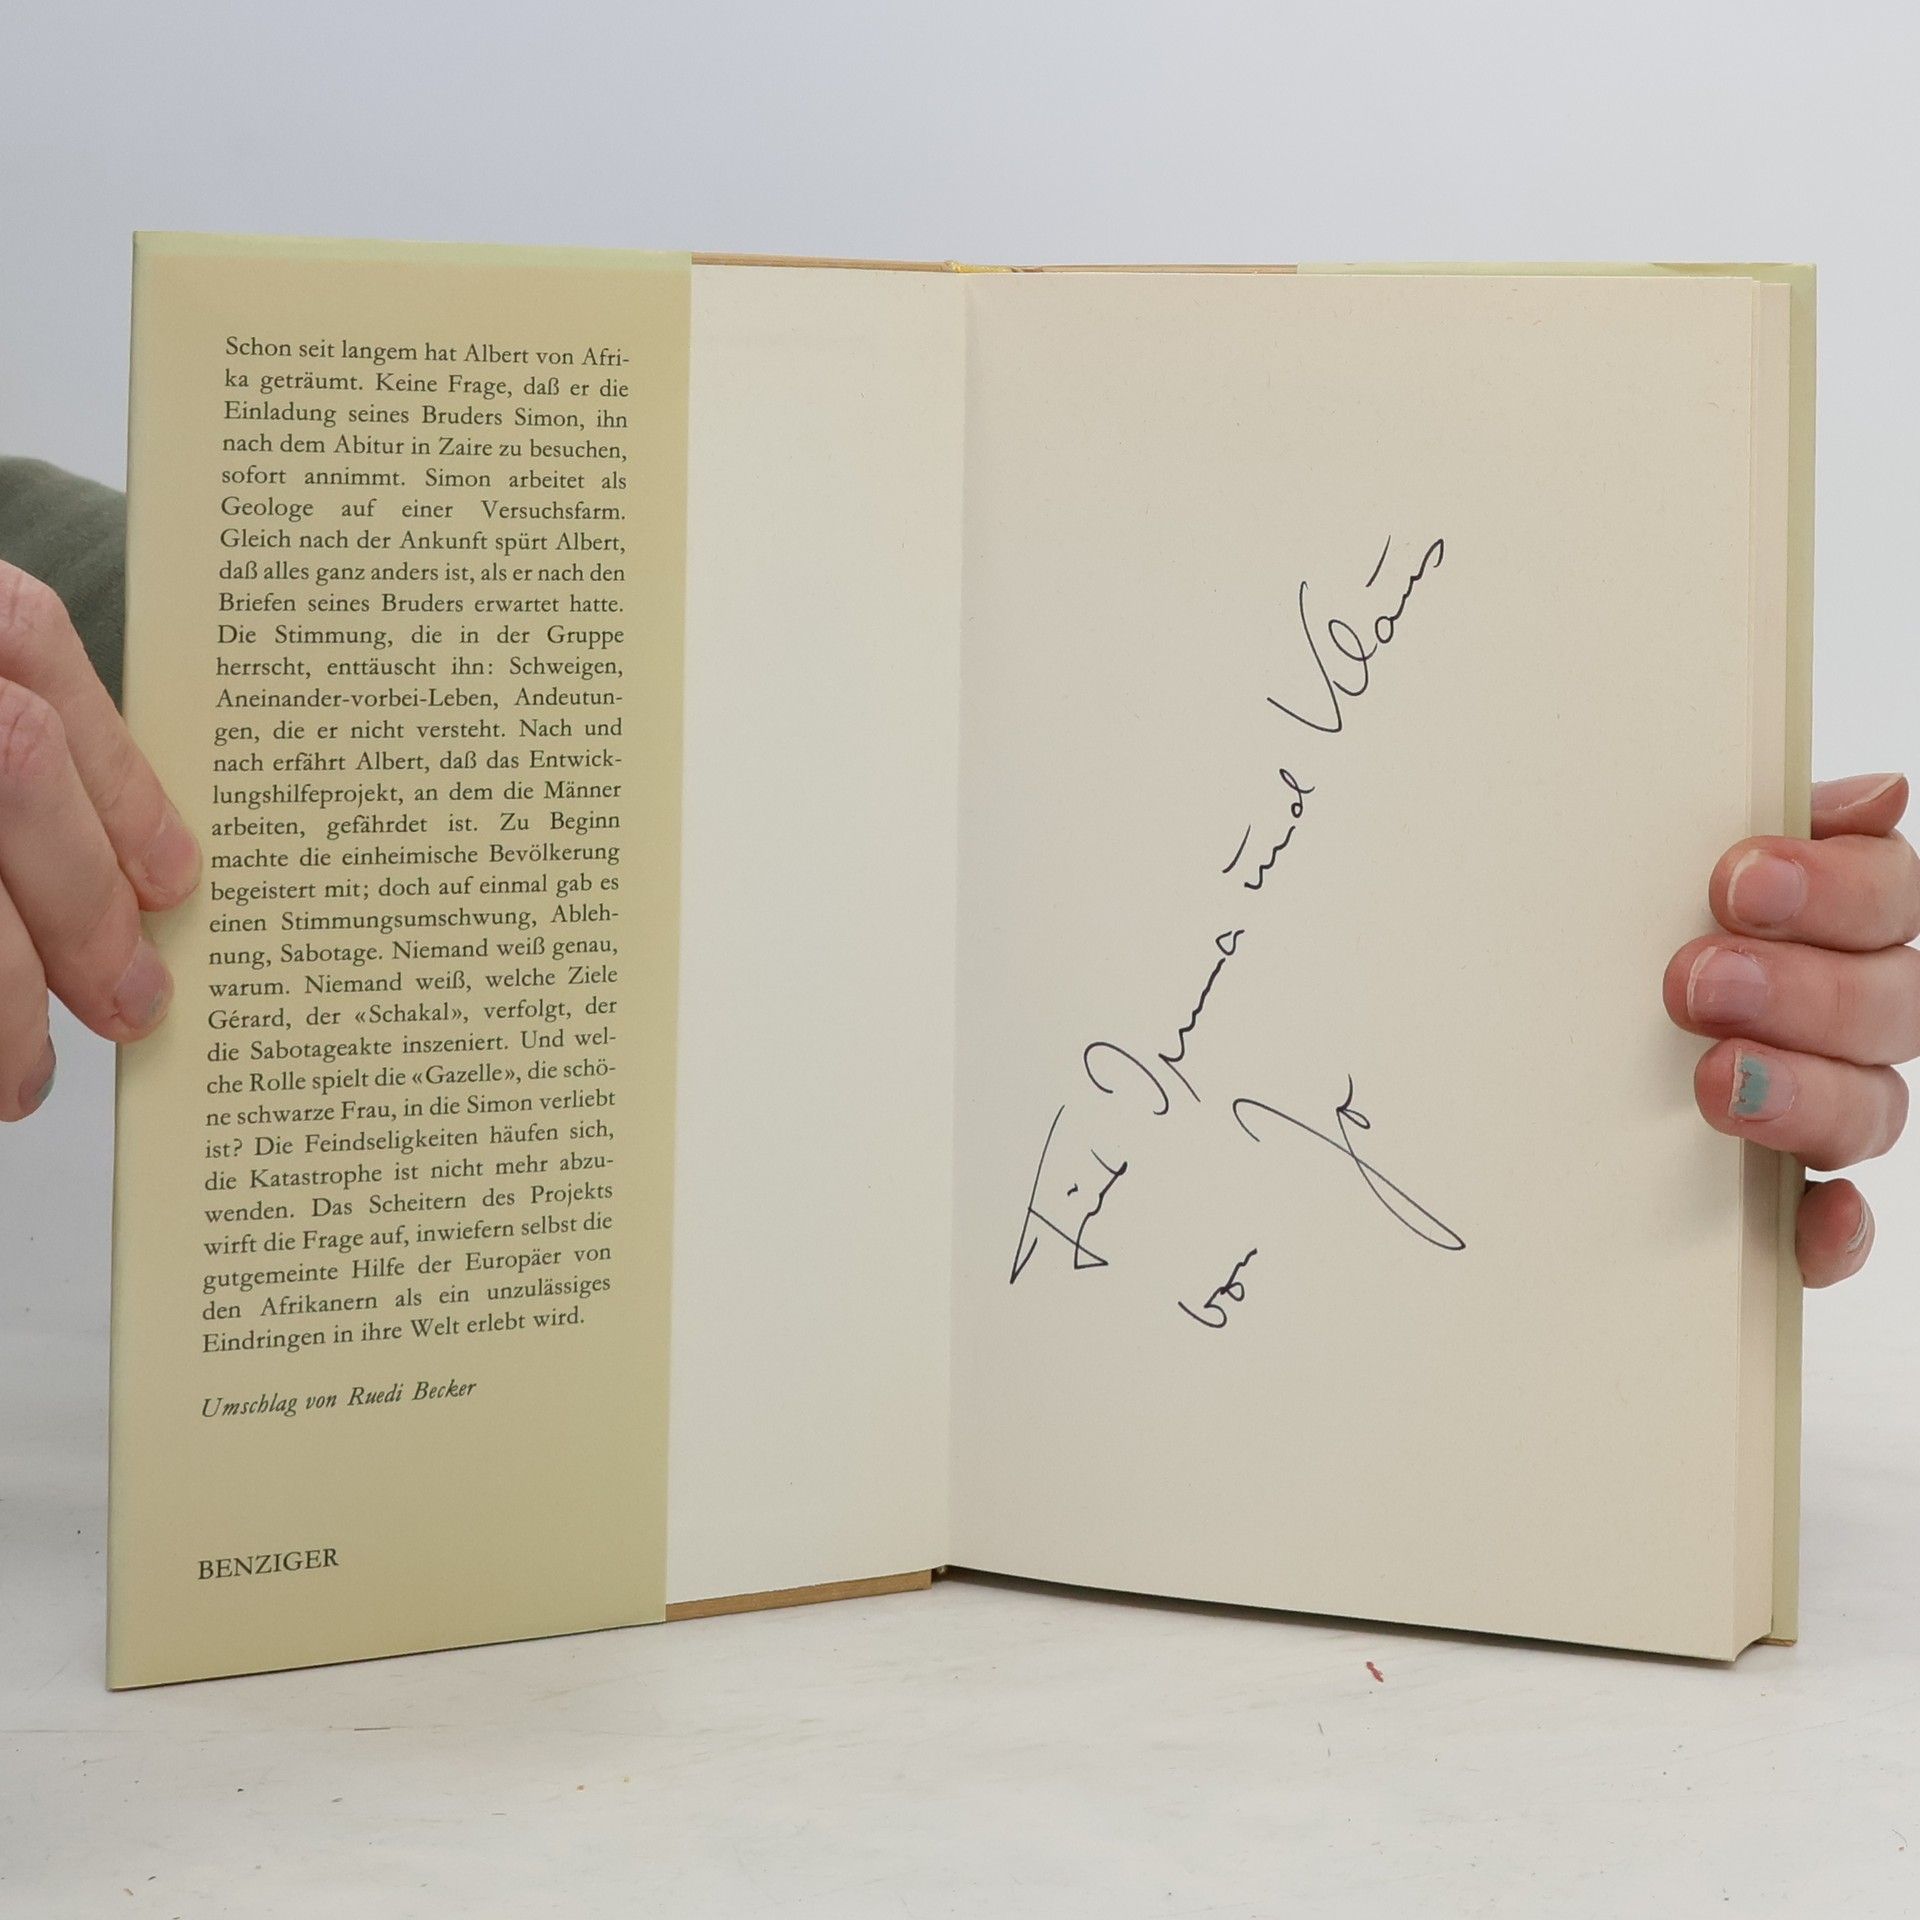 Schon seit langem hat Albert von Afri-
ka geträumt. Keine Frage, daß er die
Einladung seines Bruders Simon, ihn
nach dem Abitur in Zaire zu besuchen,
sofort annimmt. Simon arbeitet als
Geologe auf einer Versuchsfarm.
Gleich nach der Ankunft spürt Albert,
daß alles ganz anders ist, als er nach den
Briefen seines Bruders erwartet hatte.
Die Stimmung, die in der Gruppe
herrscht, enttäuscht ihn: Schweigen,
Aneinander-vorbei-Leben, Andeutun-
gen, die er nicht versteht. Nach und
nach erfährt Albert, daß das Entwick-
lungshilfeprojekt, an dem die Männer
arbeiten, gefährdet ist. Zu Beginn
machte die einheimische Bevölkerung
begeistert mit; doch auf einmal gab es
einen Stimmungsumschwung, Ableh-
nung, Sabotage. Niemand weiß genau,
warum. Niemand weiß, welche Ziele
Gérard, der «Schakal», verfolgt, der
die Sabotageakte inszeniert. Und wel-
che Rolle spielt die «Gazelle», die schö-
ne schwarze Frau, in die Simon verliebt
ist? Die Feindseligkeiten häufen sich,
die Katastrophe ist nicht mehr abzu-
wenden. Das Scheitern des Projekts
wirft die Frage auf, inwiefern selbst die
gutgemeinte Hilfe der Europäer von
den Afrikanern als ein unzulässiges
Eindringen in ihre Welt erlebt wird.
Umschlag von Ruedi Becker
BENZIGER
Für Irma und Klaus
von Jo